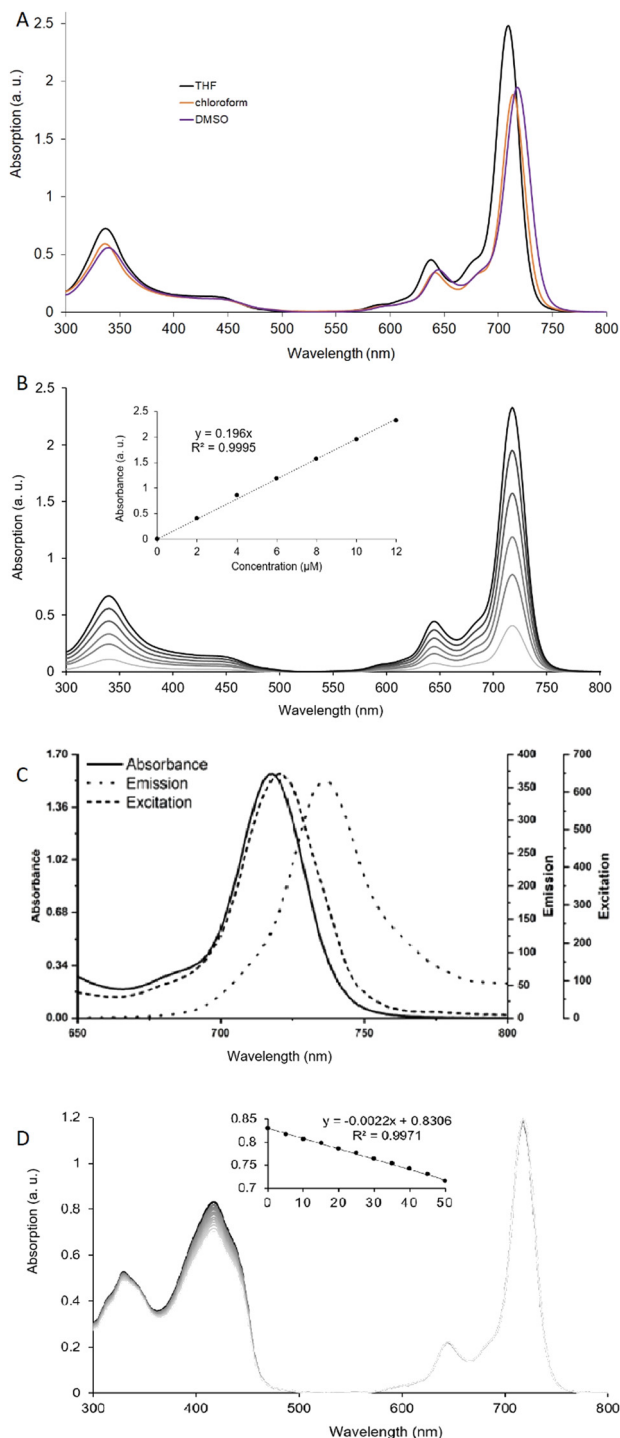 A
Absorption (a. u.)
2.5
2
1.5
1
0.5
0
THF
chloroform
DMSO
300 350 400 450 500 550 600 650 700 750 800
Wavelength (nm)
B
Absorption (a. u.)
2.5
2
1.5
1
0.5
0
Absorbance (a. u.)
2.5
2
1.5
1
0.5
0
y = 0.196x
R² = 0.9995
0 2 4 6 8 10 12
Concentration (µM)
300 350 400 450 500 550 600 650 700 750 800
Wavelength (nm)
C
Absorbance
1.70
1.36
1.02
0.68
0.34
0.00
Absorbance
Emission
Excitation
400
350
300
250
200
150
100
50
0
Emission
700
600
500
400
300
200
100
0
Excitation
650 700 750 800
Wavelength (nm)
D
Absorption (a. u.)
1.2
1
0.8
0.6
0.4
0.2
0
0.85
0.8
0.75
0.7
y = -0.0022x + 0.8306
R² = 0.9971
0 10 20 30 40 50
300 400 500 600 700 800
Wavelength (nm)